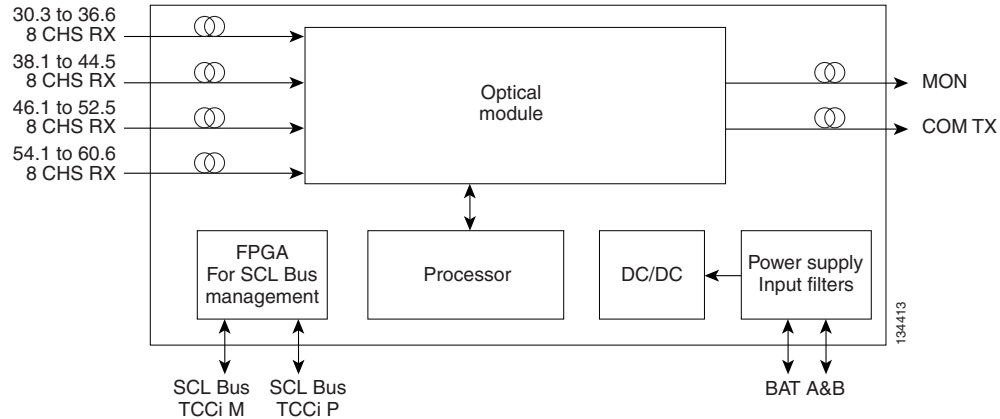 30.3 to 36.6
8 CHS RX
38.1 to 44.5
8 CHS RX
46.1 to 52.5
8 CHS RX
54.1 to 60.6
8 CHS RX
Optical
module
MON
COM TX
FPGA
For SCL Bus
management
Processor
DC/DC
Power supply
Input filters
134413
SCL Bus
TCCi M
SCL Bus
TCCi P
BAT A&B